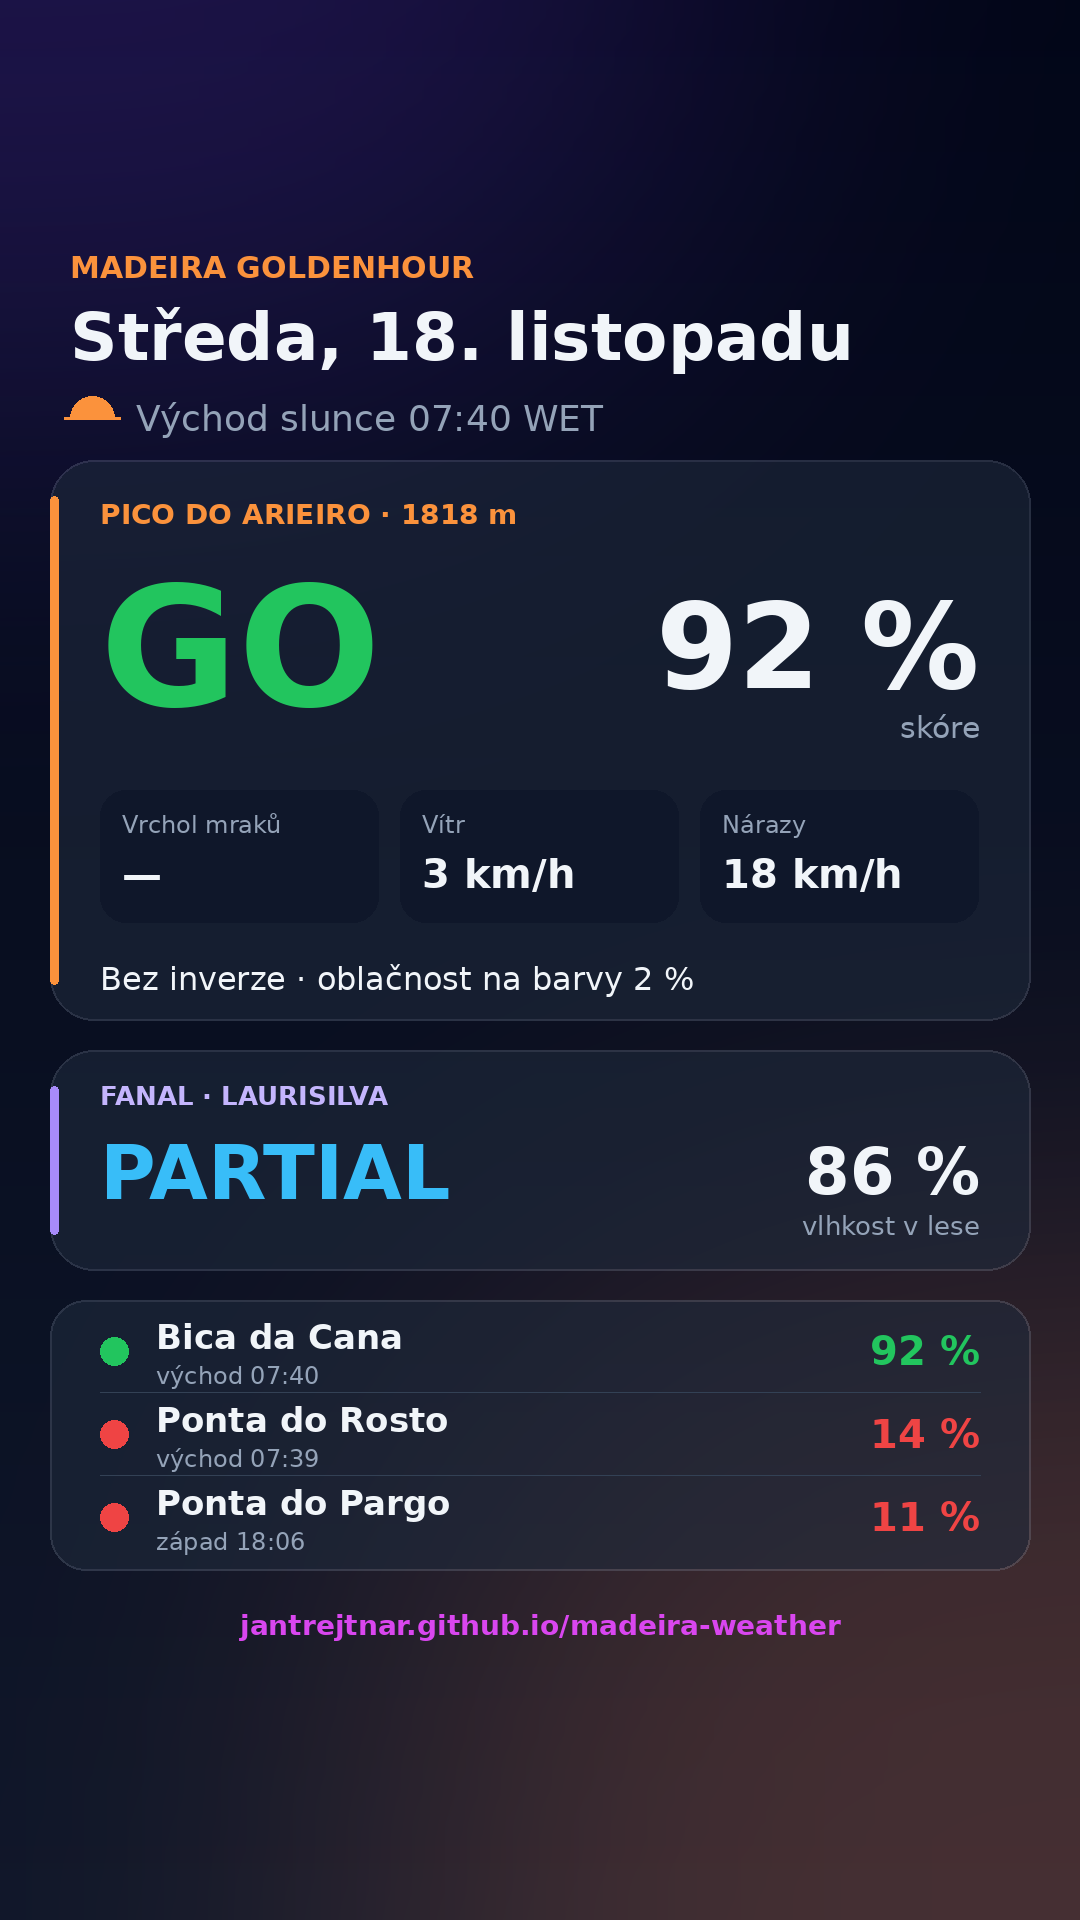 MADEIRA GOLDENHOUR
Středa, 18. listopadu
Východ slunce 07:40 WET
PICO DO ARIEIRO · 1818 m
GO
92 %
skóre
Vrchol mraků
—
Vítr
3 km/h
Nárazy
18 km/h
Bez inverze · oblačnost na barvy 2 %
FANAL · LAURISILVA
PARTIAL
86 %
vlhkost v lese
Bica da Cana
východ 07:40
92 %
Ponta do Rosto
východ 07:39
14 %
Ponta do Pargo
západ 18:06
11 %
jantrejtnar.github.io/madeira-weather